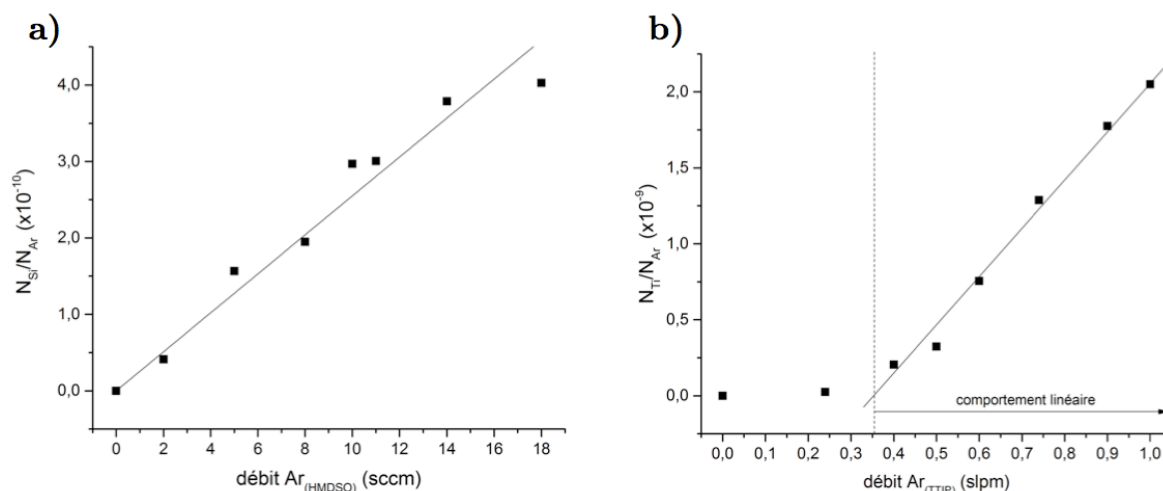 a)
N_Si/N_Ar (x10^-10)
4,0
3,0
2,0
1,0
0,0
0 2 4 6 8 10 12 14 16 18
débit Ar_(HMDSO) (sccm)
b)
N_Ti/N_Ar (x10^-9)
2,0
1,5
1,0
0,5
0,0
comportement linéaire
0,0 0,1 0,2 0,3 0,4 0,5 0,6 0,7 0,8 0,9 1,0
débit Ar_(TTIP) (slpm)